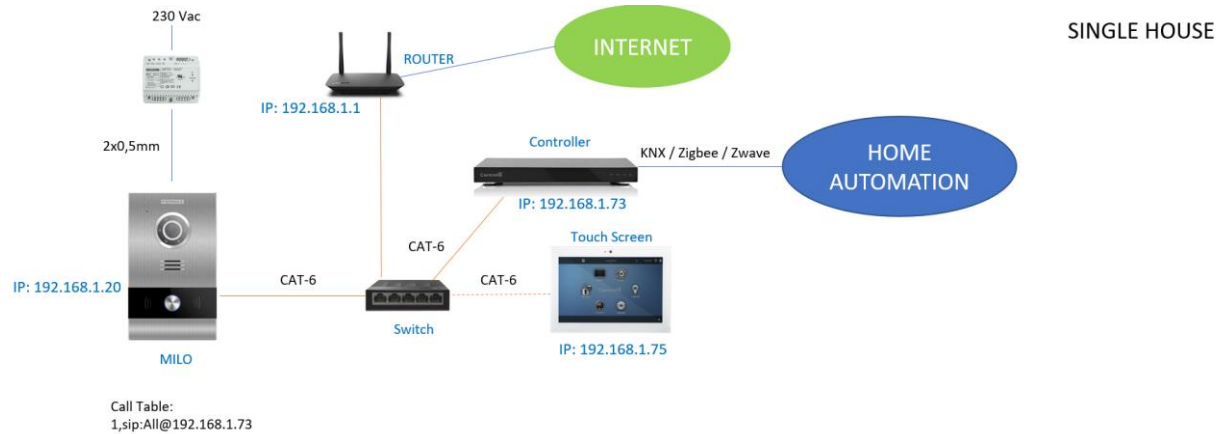 SINGLE HOUSE
230 Vac
ROUTER
INTERNET
IP: 192.168.1.1
2x0,5mm
Controller
KNX / Zigbee / Zwave
HOME
AUTOMATION
IP: 192.168.1.73
CAT-6
Touch Screen
IP: 192.168.1.20
CAT-6
CAT-6
Switch
IP: 192.168.1.75
MILO
Call Table:
1,sip:All@192.168.1.73